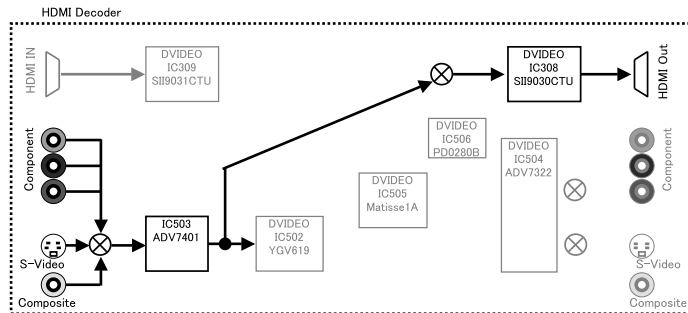 HDMI Decoder
HDMI IN
DVIDEO
IC309
SII9031CTU
DVIDEO
IC308
SII9030CTU
HDMI Out
Component
DVIDEO
IC506
PD0280B
DVIDEO
IC504
ADV7322
Component
DVIDEO
IC505
Matisse1A
IC503
ADV7401
DVIDEO
IC502
YGV619
S-Video
Composite
S-Video
Composite